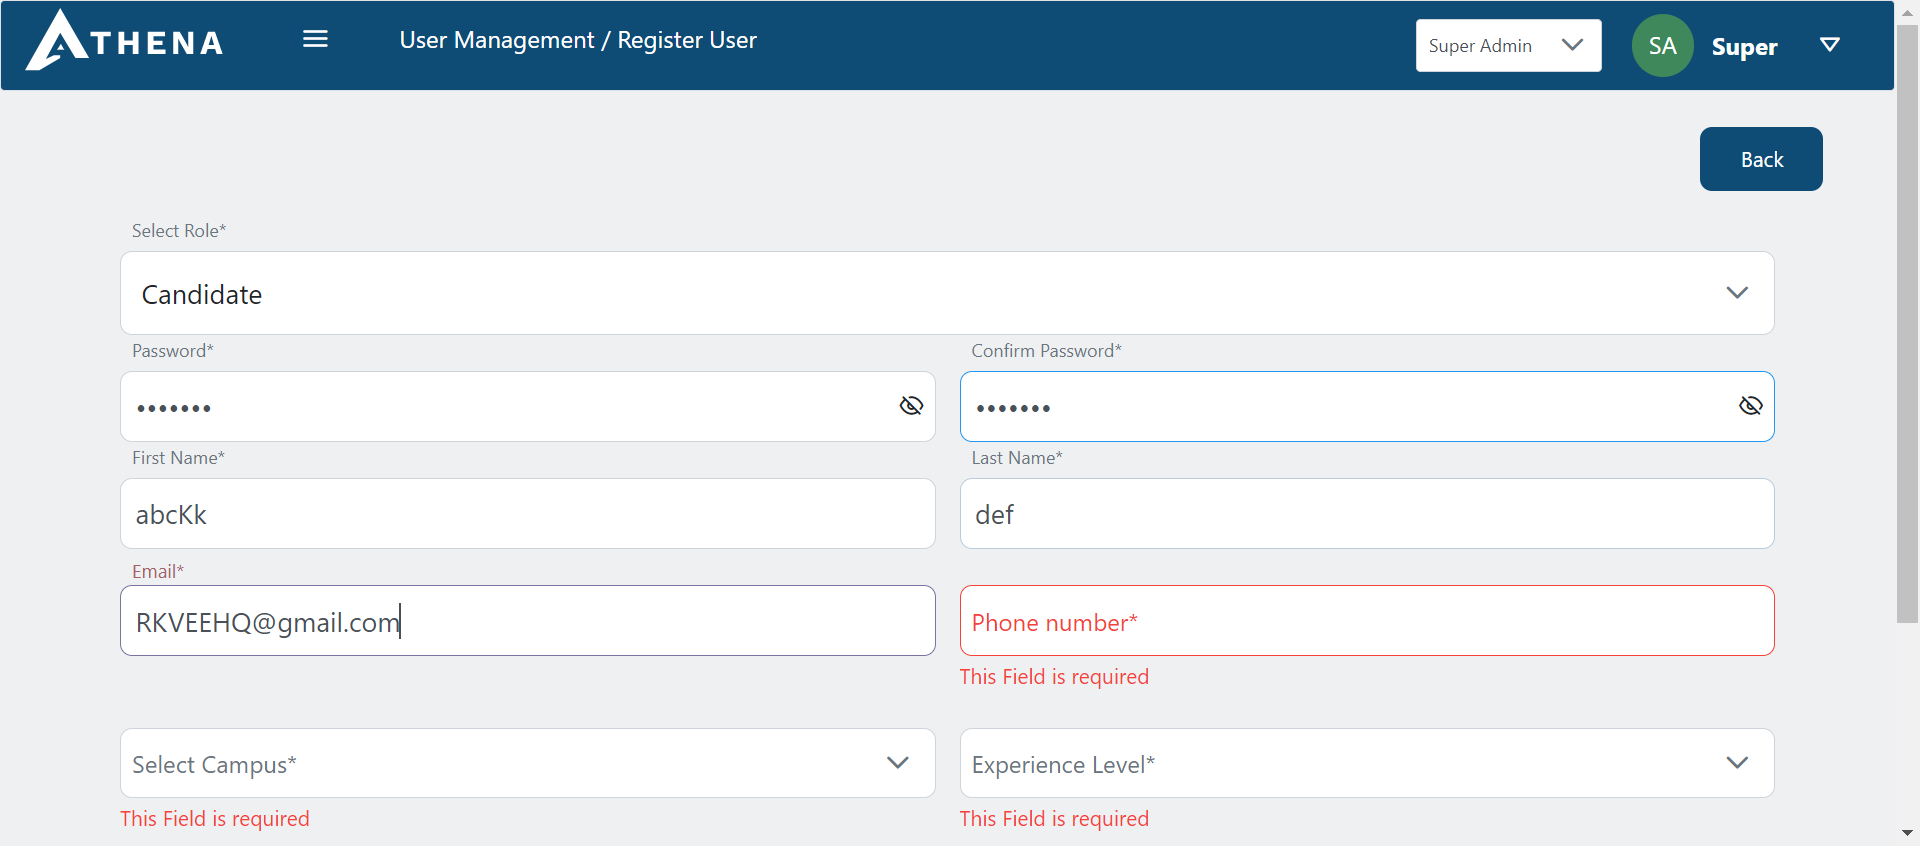 ATHENA
User Management / Register User
Super Admin
SA
Super
Back
Select Role*
Candidate
Password*
Confirm Password*
•••••••
•••••••
First Name*
Last Name*
abcKk
def
Email*
RKVEEHQ@gmail.com
Phone number*
This Field is required
Select Campus*
Experience Level*
This Field is required
This Field is required